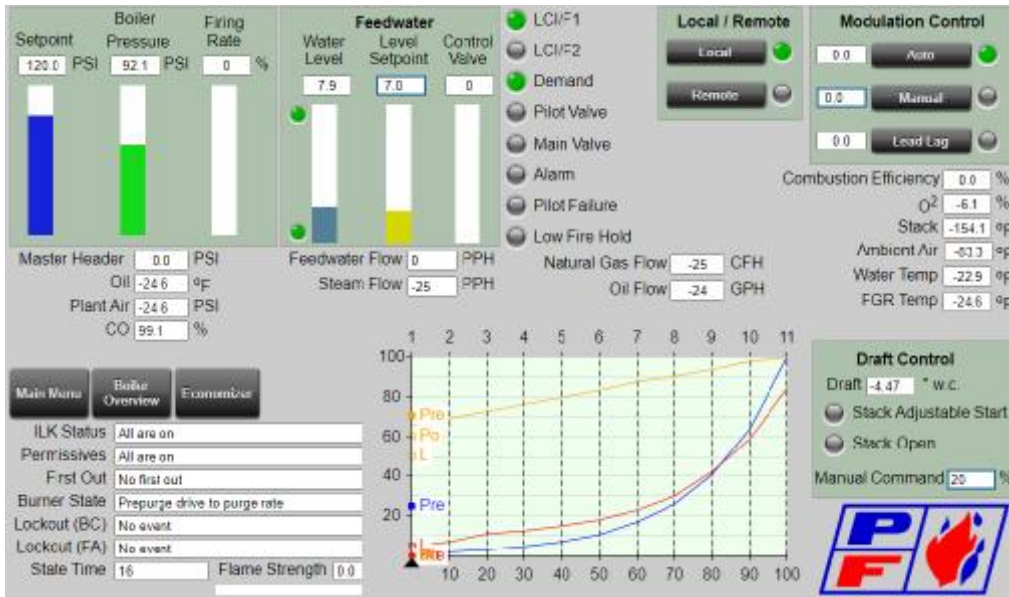 Setpoint
Boiler Pressure
Firing Rate
120.0 PSI
92.1 PSI
0 %
Feedwater
Water Level
Level Setpoint
Control Valve
7.9
7.0
0
LCI/F1
LCI/F2
Demand
Pilot Valve
Main Valve
Alarm
Pilot Failure
Low Fire Hold
Local / Remote
Local
Remote
Modulation Control
0.0 Auto
0.0 Manual
0.0 Lead Lag
Master Header 0.0 PSI
Oil -24.6 ºF
Plant Air -24.6 PSI
CO 99.1 %
Feedwater Flow 0 PPH
Steam Flow -25 PPH
Natural Gas Flow -25 CFH
Oil Flow -24 GPH
Combustion Efficiency 0.0 %
O2 -6.1 %
Stack -154.1 ºF
Ambient Air -83.3 ºF
Water Temp -22.9 ºF
FGR Temp -24.6 ºF
Main Menu
Boiler Overview
Economizer
ILK Status All are on
Permissives All are on
First Out No first out
Burner State Prepurge drive to purge rate
Lockout (BC) No event
Lockout (FA) No event
State Time 16
Flame Strength 0.0
1 2 3 4 5 6 7 8 9 10 11
100
80
60
40
20
Pre
Po
L
Pre
10 20 30 40 50 60 70 80 90 100
Draft Control
Draft -4.47 " w.c.
Stack Adjustable Start
Stack Open
Manual Command 20 %
P
F